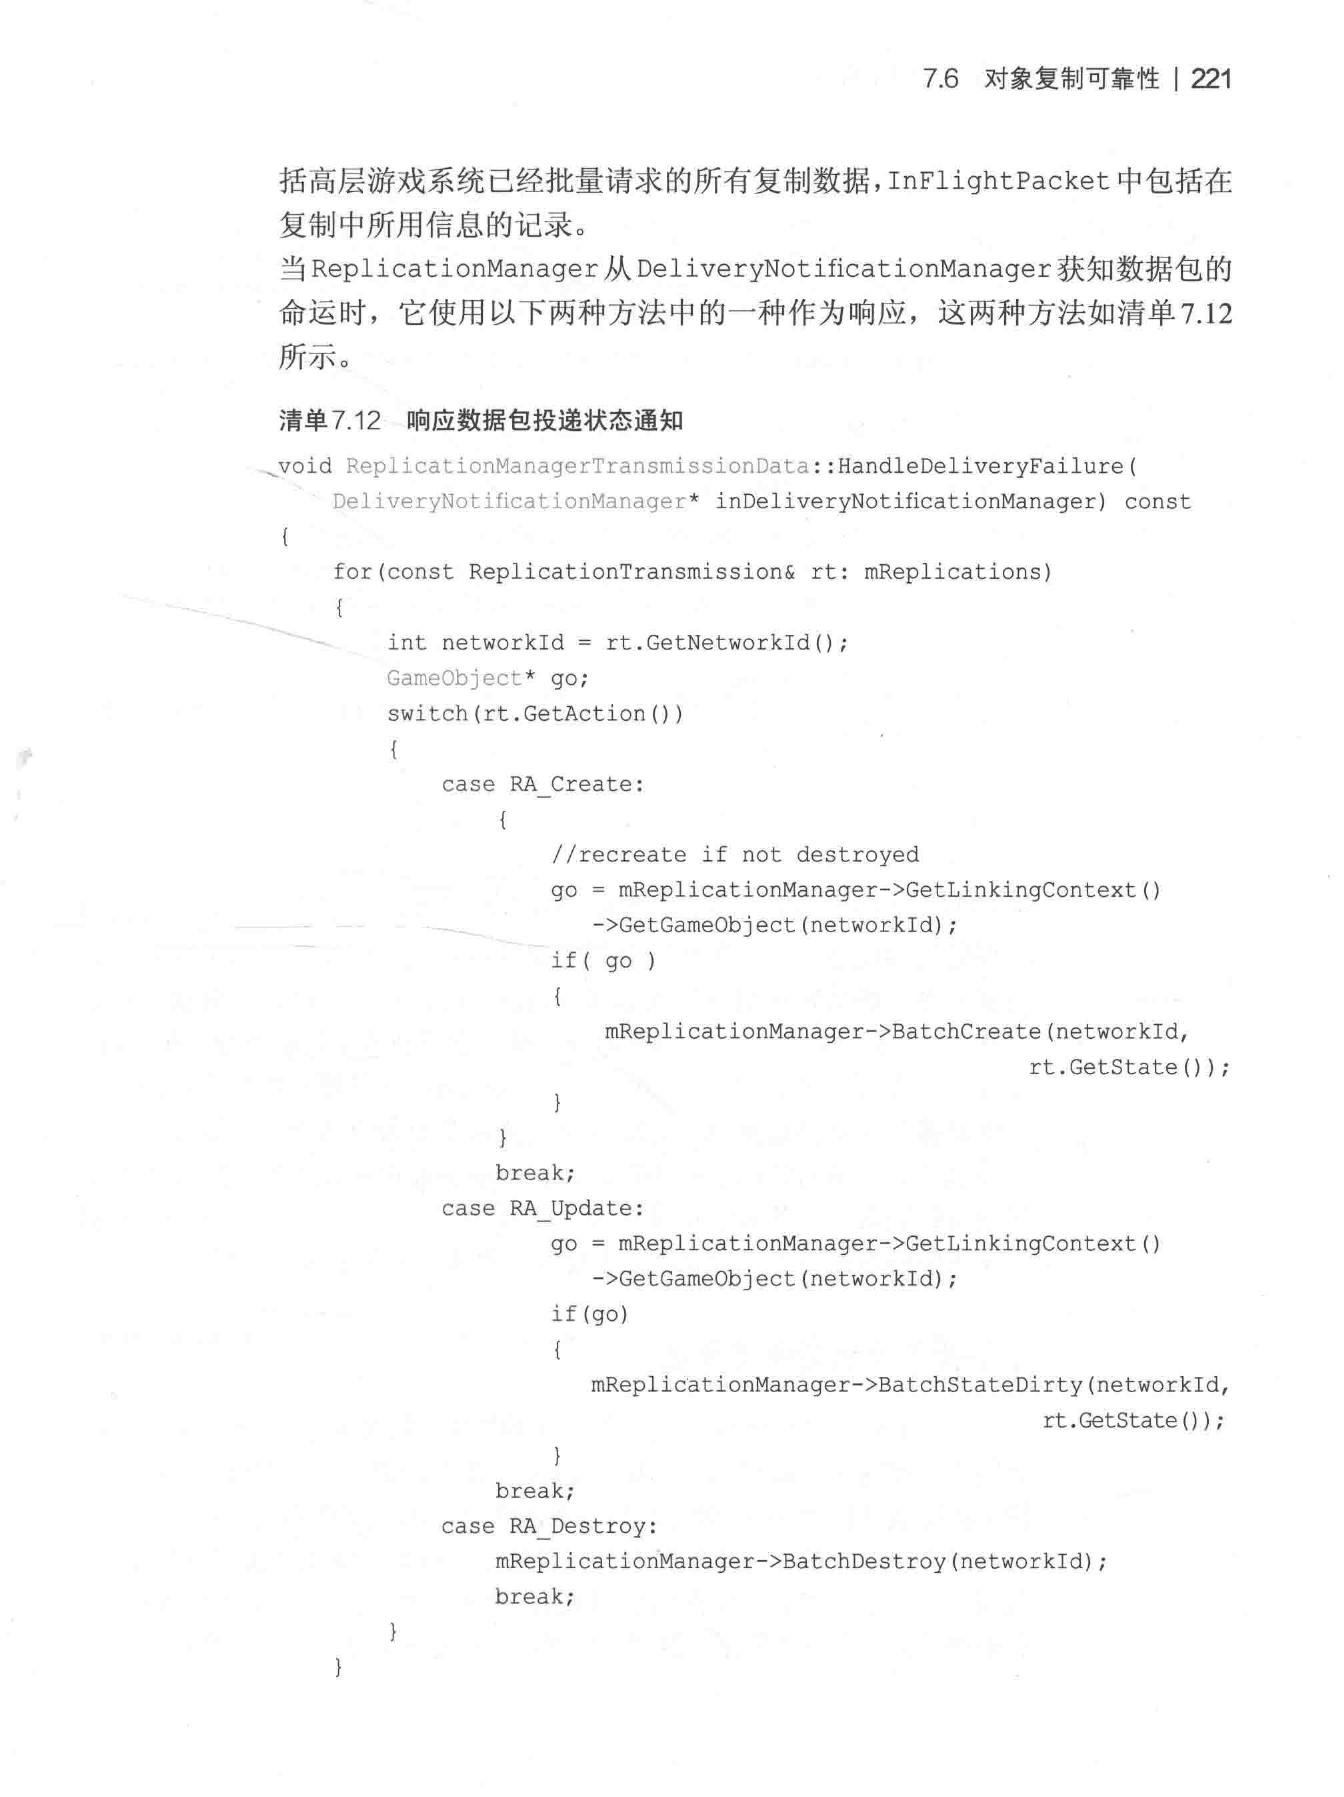 7.6 对象复制可靠性 | 221
括高层游戏系统已经批量请求的所有复制数据,InFlightPacket 中包括在
复制中所用信息的记录。
当 ReplicationManager 从 DeliveryNotificationManager 获知数据包的
命运时，它使用以下两种方法中的一种作为响应，这两种方法如清单 7.12
所示。
清单7.12 响应数据包投递状态通知
void ReplicationManagerTransmissionData::HandleDeliveryFailure(
    DeliveryNotificationManager* inDeliveryNotificationManager) const
{
    for(const ReplicationTransmission& rt: mReplications)
    {
        int networkId = rt.GetNetworkId();
        GameObject* go;
        switch(rt.GetAction())
        {
            case RA_Create:
                {
                    //recreate if not destroyed
                    go = mReplicationManager->GetLinkingContext()
                       ->GetGameObject(networkId);
                    if( go )
                    {
                        mReplicationManager->BatchCreate(networkId,
                                                       rt.GetState());
                    }
                }
                break;
            case RA_Update:
                    go = mReplicationManager->GetLinkingContext()
                       ->GetGameObject(networkId);
                    if(go)
                    {
                       mReplicationManager->BatchStateDirty(networkId,
                                                        rt.GetState());
                    }
                break;
            case RA_Destroy:
                mReplicationManager->BatchDestroy(networkId);
                break;
        }
    }